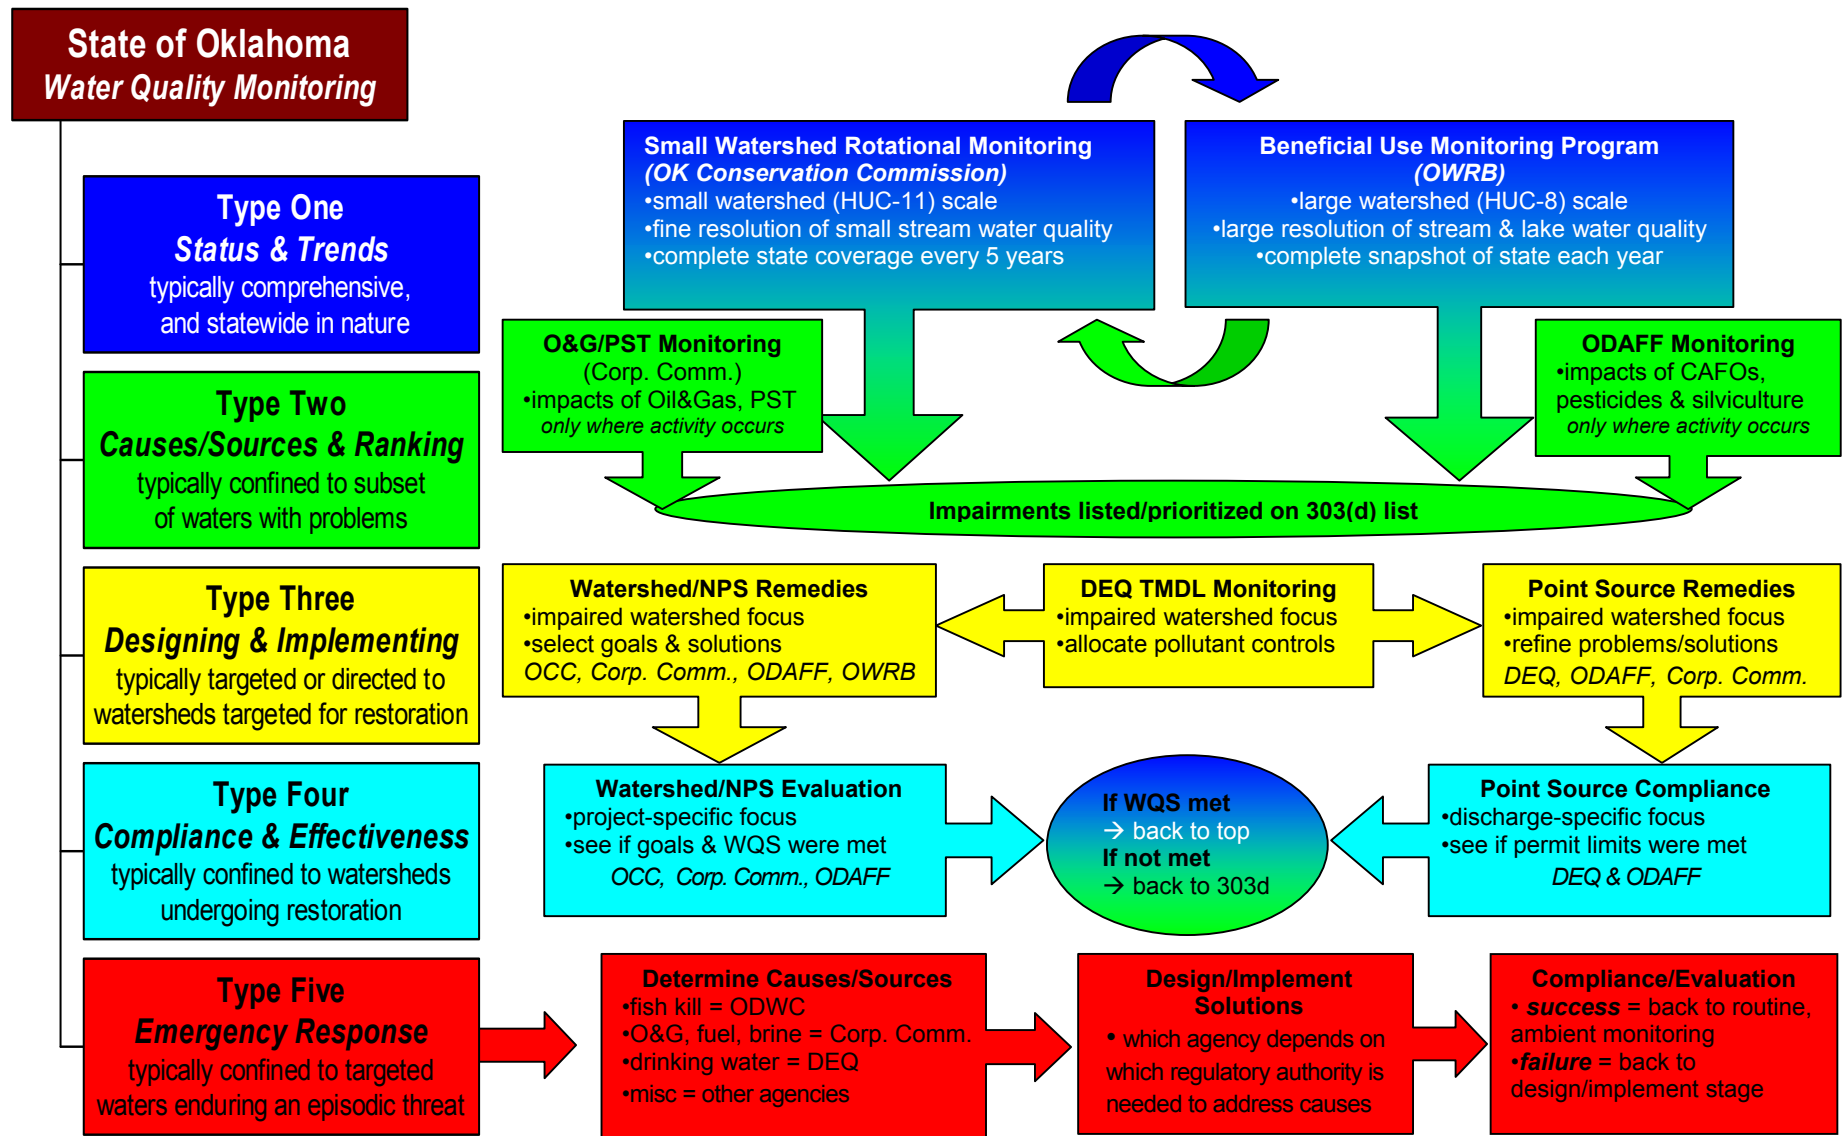 State of Oklahoma
Water Quality Monitoring
Type One
Status & Trends
typically comprehensive,
and statewide in nature
Type Two
Causes/Sources & Ranking
typically confined to subset
of waters with problems
Type Three
Designing & Implementing
typically targeted or directed to
watersheds targeted for restoration
Type Four
Compliance & Effectiveness
typically confined to watersheds
undergoing restoration
Type Five
Emergency Response
typically confined to targeted
waters enduring an episodic threat
Small Watershed Rotational Monitoring
(OK Conservation Commission)
•small watershed (HUC-11) scale
•fine resolution of small stream water quality
•complete state coverage every 5 years
Beneficial Use Monitoring Program
(OWRB)
•large watershed (HUC-8) scale
•large resolution of stream & lake water quality
•complete snapshot of state each year
O&G/PST Monitoring
(Corp. Comm.)
•impacts of Oil&Gas, PST
only where activity occurs
ODAFF Monitoring
•impacts of CAFOs,
pesticides & silviculture
only where activity occurs
Impairments listed/prioritized on 303(d) list
Watershed/NPS Remedies
•impaired watershed focus
•select goals & solutions
OCC, Corp. Comm., ODAFF, OWRB
DEQ TMDL Monitoring
•impaired watershed focus
•allocate pollutant controls
Point Source Remedies
•impaired watershed focus
•refine problems/solutions
DEQ, ODAFF, Corp. Comm.
Watershed/NPS Evaluation
•project-specific focus
•see if goals & WQS were met
OCC, Corp. Comm., ODAFF
If WQS met
→ back to top
If not met
→ back to 303d
Point Source Compliance
•discharge-specific focus
•see if permit limits were met
DEQ & ODAFF
Determine Causes/Sources
•fish kill = ODWC
•O&G, fuel, brine = Corp. Comm.
•drinking water = DEQ
•misc = other agencies
Design/Implement
Solutions
• which agency depends on
which regulatory authority is
needed to address causes
Compliance/Evaluation
• success = back to routine,
ambient monitoring
•failure = back to
design/implement stage